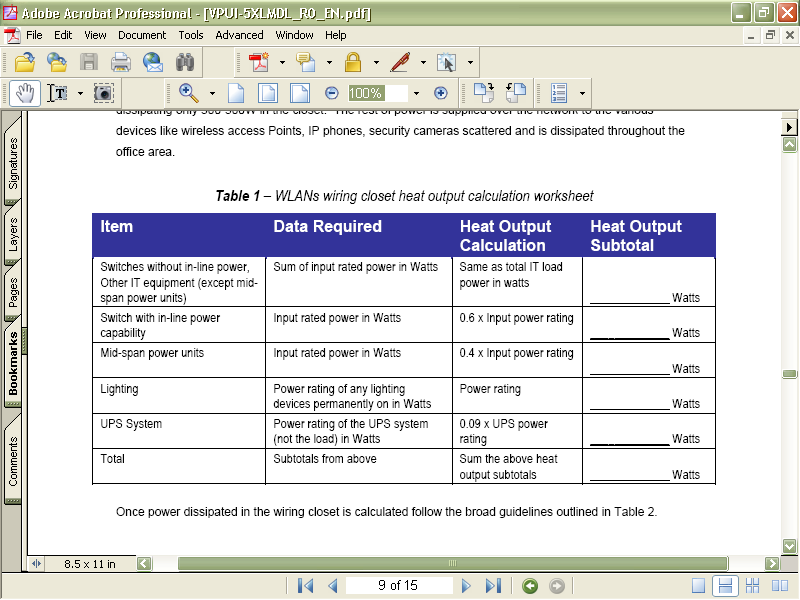 Adobe Acrobat Professional - [VPUI-5XLMDL_R0_EN.pdf]
File Edit View Document Tools Advanced Window Help
T
100%
devices like wireless access Points, IP phones, security cameras scattered and is dissipated throughout the
office area.
Signatures
Layers
Pages
Bookmarks
Comments
Table 1 – WLANs wiring closet heat output calculation worksheet
Item Data Required Heat Output Calculation Heat Output Subtotal
Switches without in-line power, Sum of input rated power in Watts Same as total IT load
Other IT equipment (except mid- power in watts
span power units) ____________ Watts
Switch with in-line power Input rated power in Watts 0.6 x Input power rating
capability ____________ Watts
Mid-span power units Input rated power in Watts 0.4 x Input power rating
____________ Watts
Lighting Power rating of any lighting Power rating
devices permanently on in Watts ____________ Watts
UPS System Power rating of the UPS system 0.09 x UPS power
(not the load) in Watts rating ____________ Watts
Total Subtotals from above Sum the above heat
output subtotals ____________ Watts
Once power dissipated in the wiring closet is calculated follow the broad guidelines outlined in Table 2.
8.5 x 11 in
9 of 15